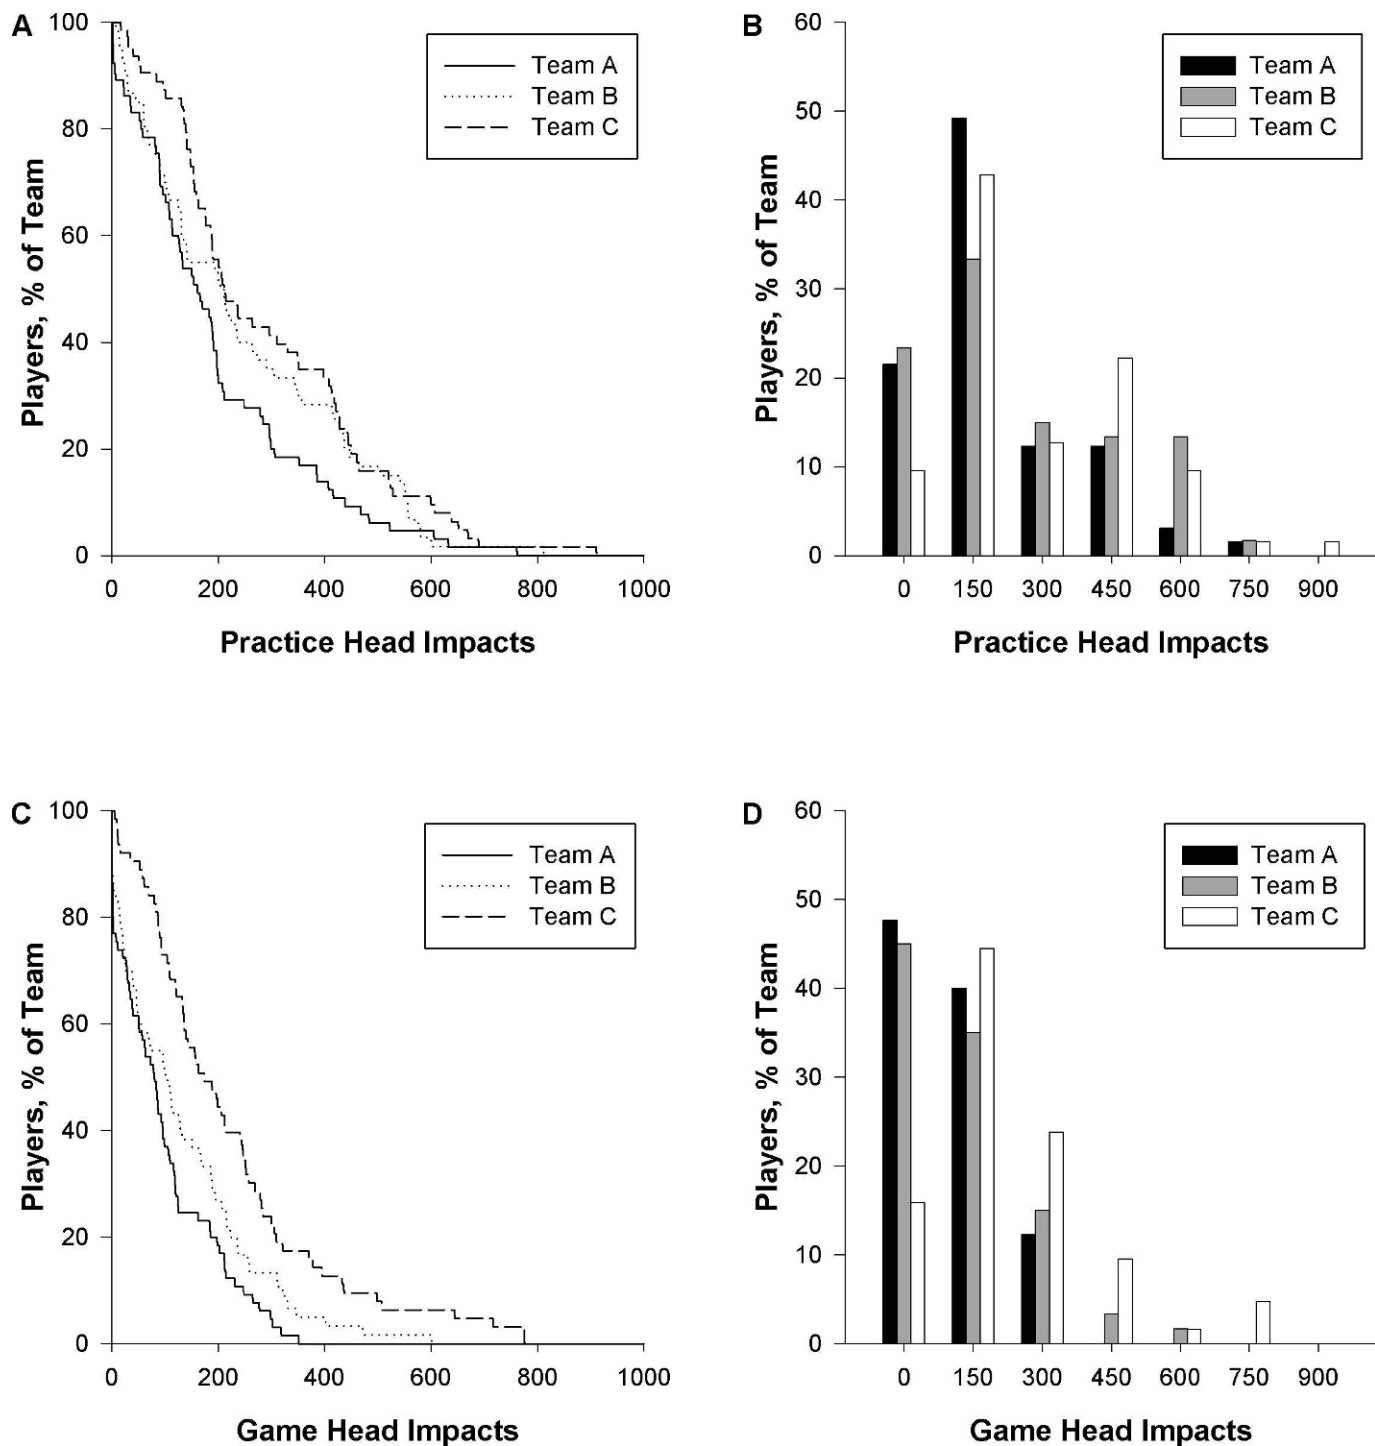 A
100
80
60
40
20
0
Players, % of Team
Team A
Team B
Team C
0 200 400 600 800 1000
Practice Head Impacts
B
60
50
40
30
20
10
0
Players, % of Team
Team A
Team B
Team C
0 150 300 450 600 750 900
Practice Head Impacts
C
100
80
60
40
20
0
Players, % of Team
Team A
Team B
Team C
0 200 400 600 800 1000
Game Head Impacts
D
60
50
40
30
20
10
0
Players, % of Team
Team A
Team B
Team C
0 150 300 450 600 750 900
Game Head Impacts